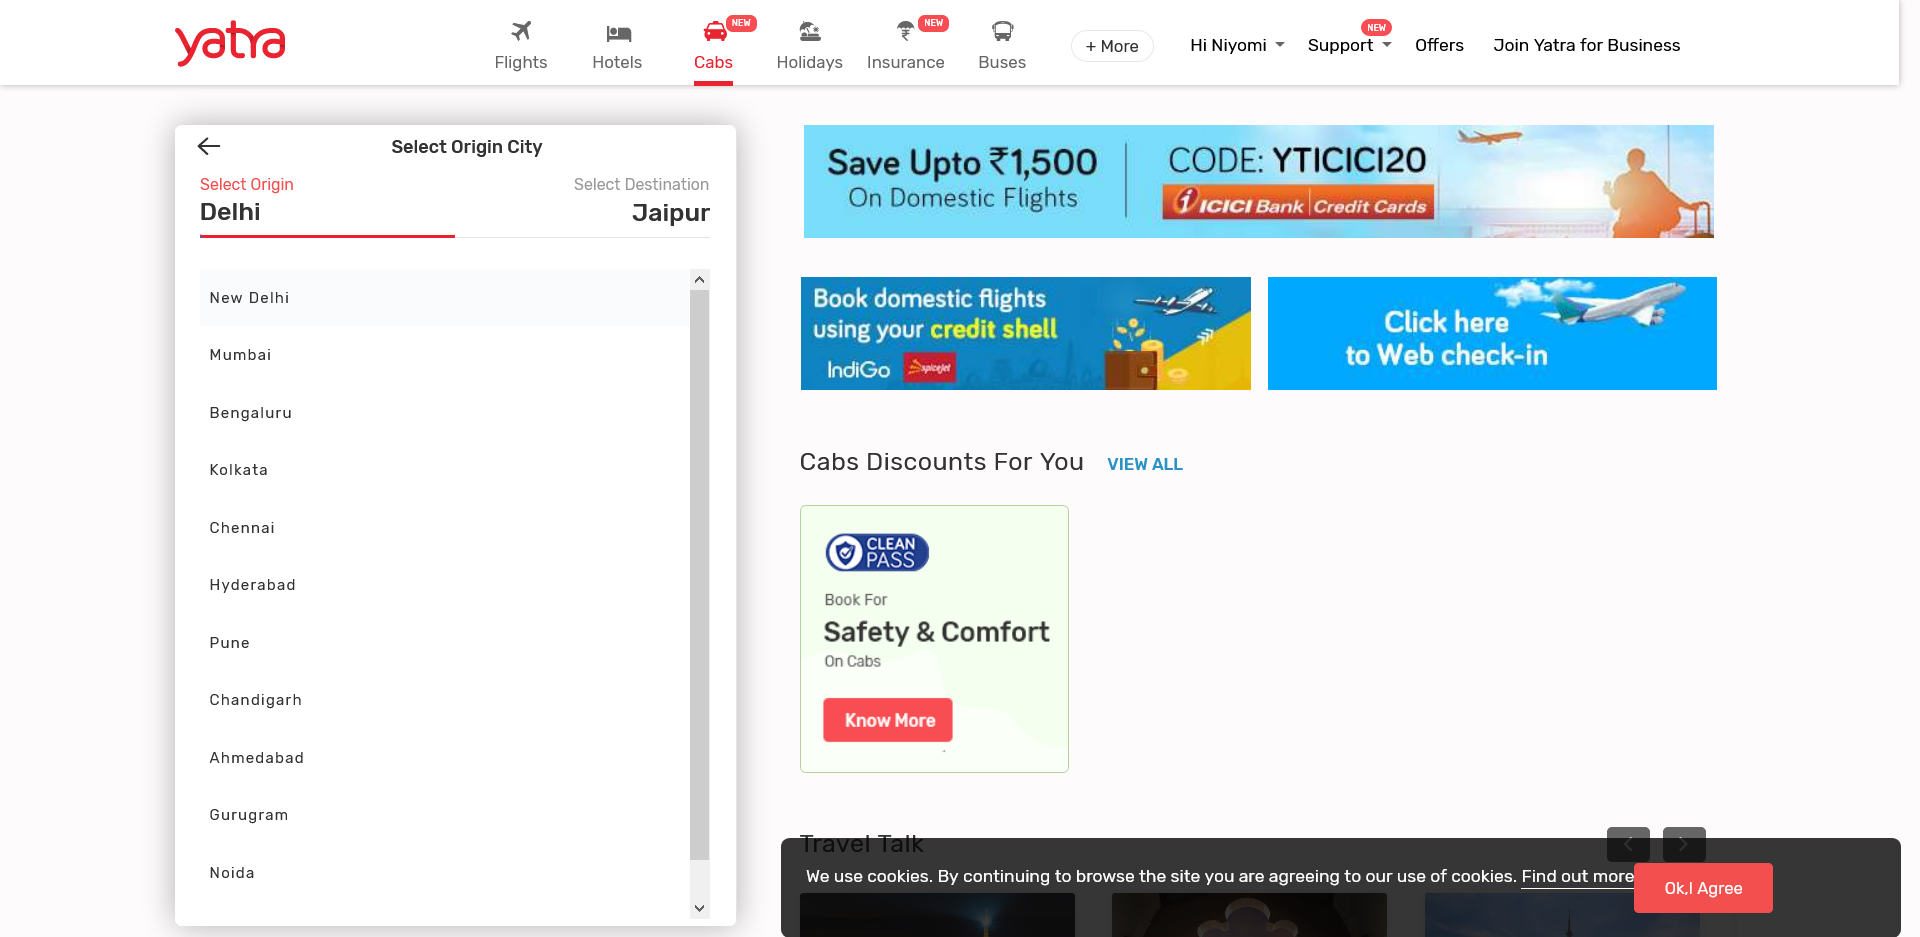 yatra
Flights
Hotels
NEW
Cabs
Holidays
NEW
Insurance
Buses
+ More
Hi Niyomi
NEW
Support
Offers
Join Yatra for Business
Select Origin City
Select Origin
Select Destination
Delhi
Jaipur
New Delhi
Mumbai
Bengaluru
Kolkata
Chennai
Hyderabad
Pune
Chandigarh
Ahmedabad
Gurugram
Noida
Save Upto ₹1,500
On Domestic Flights
CODE: YTICICI20
ICICI Bank Credit Cards
Book domestic flights
using your credit shell
IndiGo
spicejet
Click here
to Web check-in
Cabs Discounts For You
VIEW ALL
CLEAN
PASS
Book For
Safety & Comfort
On Cabs
Know More
Travel Talk
We use cookies. By continuing to browse the site you are agreeing to our use of cookies. Find out more
Ok,I Agree